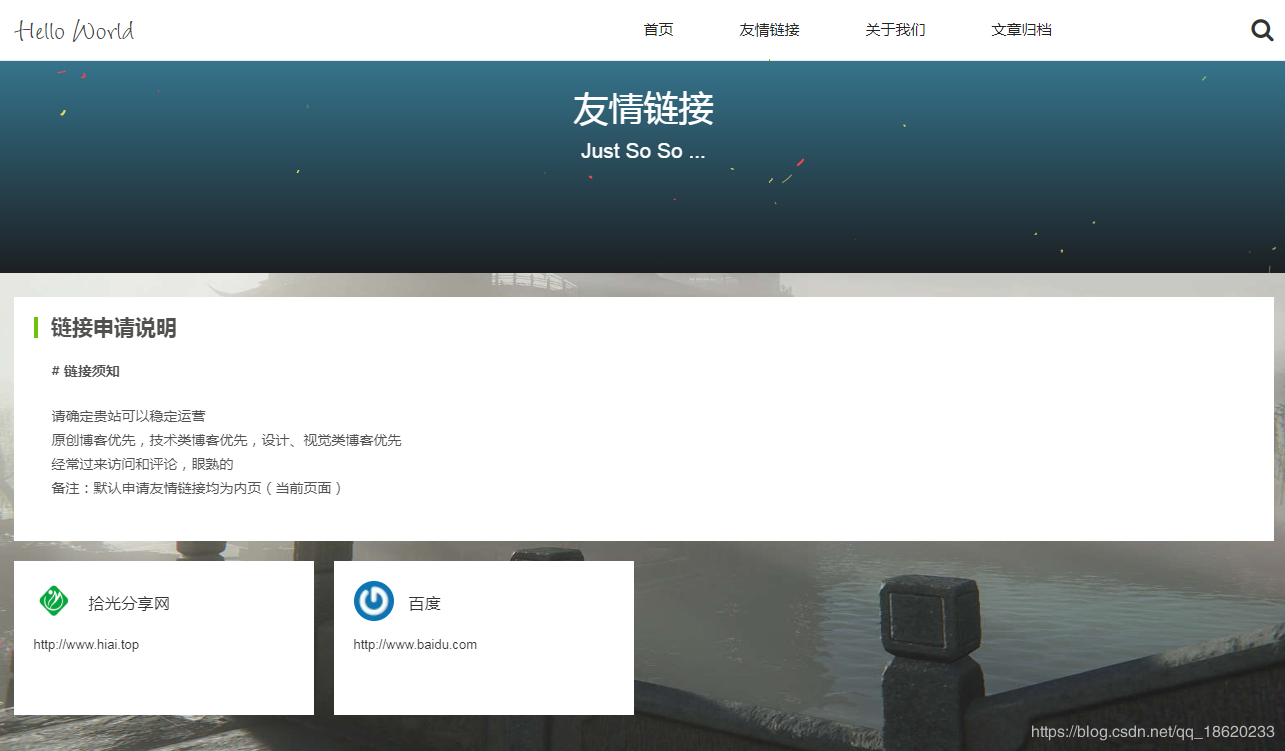 Hello World
首页
友情链接
关于我们
文章归档
友情链接
Just So So ...
链接申请说明
# 链接须知
请确定贵站可以稳定运营
原创博客优先，技术类博客优先，设计、视觉类博客优先
经常过来访问和评论，眼熟的
备注：默认申请友情链接均为内页（当前页面）
拾光分享网
http://www.hiai.top
百度
http://www.baidu.com
https://blog.csdn.net/qq_18620233